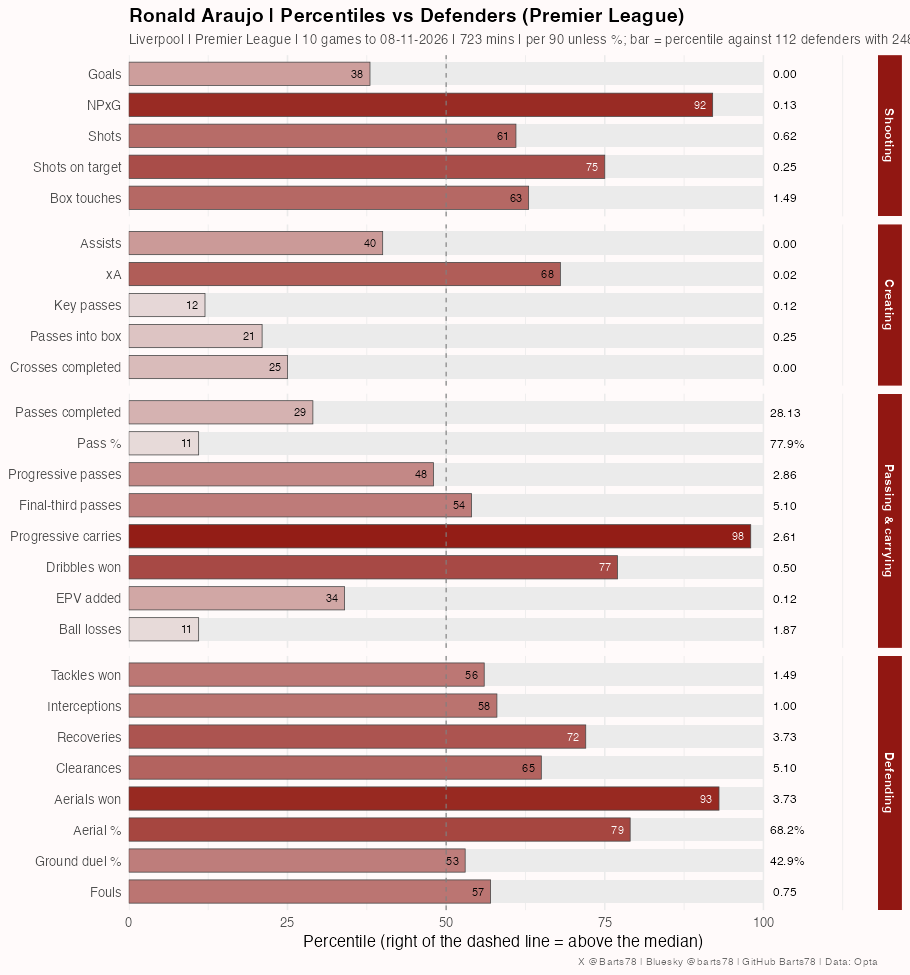 Ronald Araujo | Percentiles vs Defenders (Premier League)
Liverpool | Premier League | 10 games to 08-11-2026 | 723 mins | per 90 unless %; bar = percentile against 112 defenders with 248
Shooting
Goals 38 0.00
NPxG 92 0.13
Shots 61 0.62
Shots on target 75 0.25
Box touches 63 1.49
Creating
Assists 40 0.00
xA 68 0.02
Key passes 12 0.12
Passes into box 21 0.25
Crosses completed 25 0.00
Passing & carrying
Passes completed 29 28.13
Pass % 11 77.9%
Progressive passes 48 2.86
Final-third passes 54 5.10
Progressive carries 98 2.61
Dribbles won 77 0.50
EPV added 34 0.12
Ball losses 11 1.87
Defending
Tackles won 56 1.49
Interceptions 58 1.00
Recoveries 72 3.73
Clearances 65 5.10
Aerials won 93 3.73
Aerial % 79 68.2%
Ground duel % 53 42.9%
Fouls 57 0.75
0 25 50 75 100
Percentile (right of the dashed line = above the median)
X @Barts78 | Bluesky @barts78 | GitHub Barts78 | Data: Opta